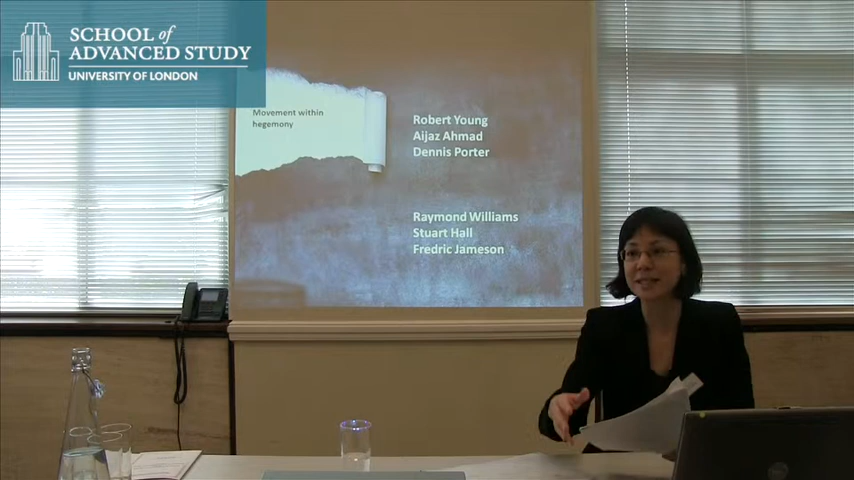 SCHOOL of
ADVANCED STUDY
UNIVERSITY OF LONDON
Movement within
hegemony
Robert Young
Aijaz Ahmad
Dennis Porter
Raymond Williams
Stuart Hall
Fredric Jameson